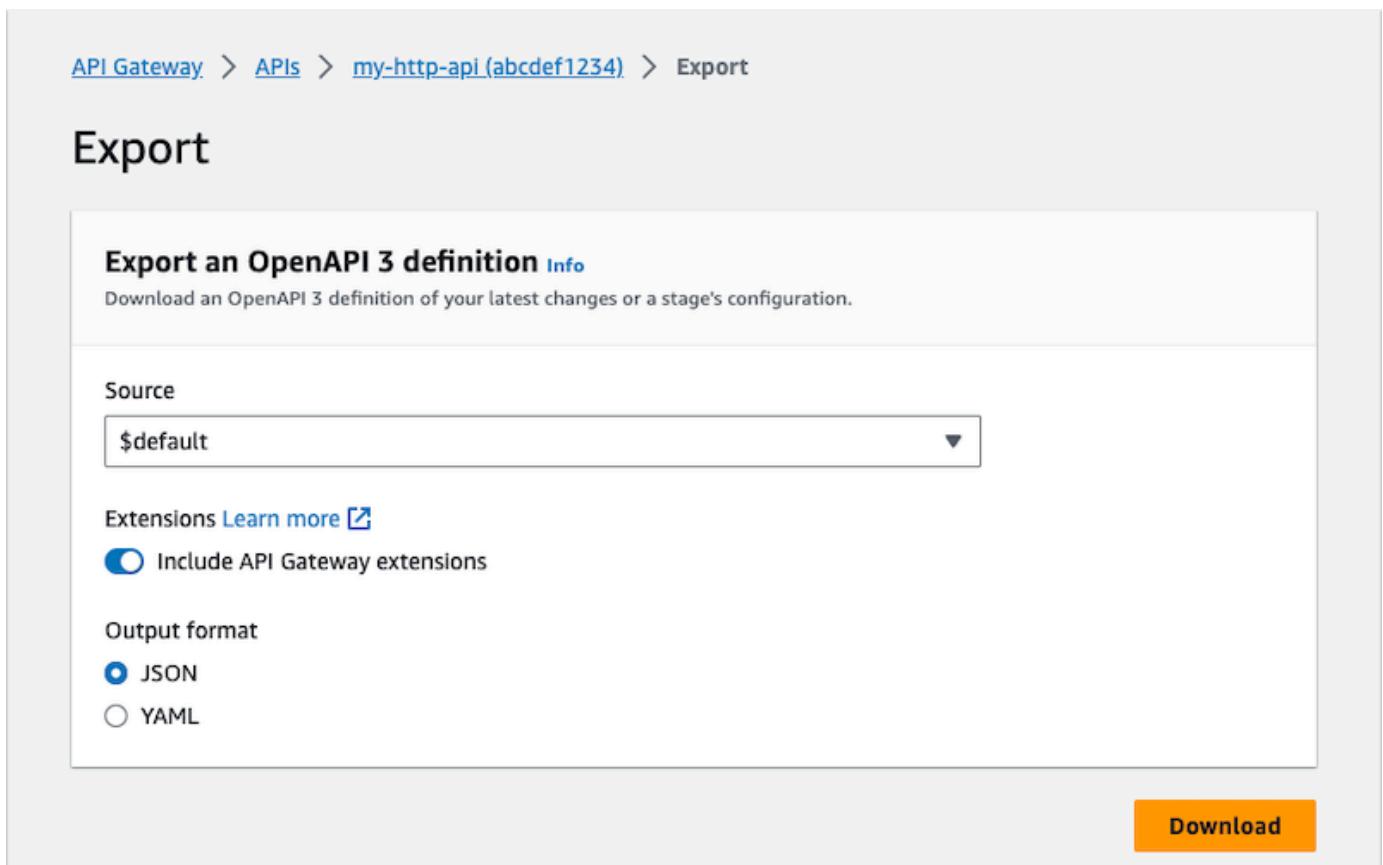 API Gateway > APIs > my-http-api (abcdef1234) > Export
Export
Export an OpenAPI 3 definition Info
Download an OpenAPI 3 definition of your latest changes or a stage's configuration.
Source
$default
Extensions Learn more
Include API Gateway extensions
Output format
JSON
YAML
Download